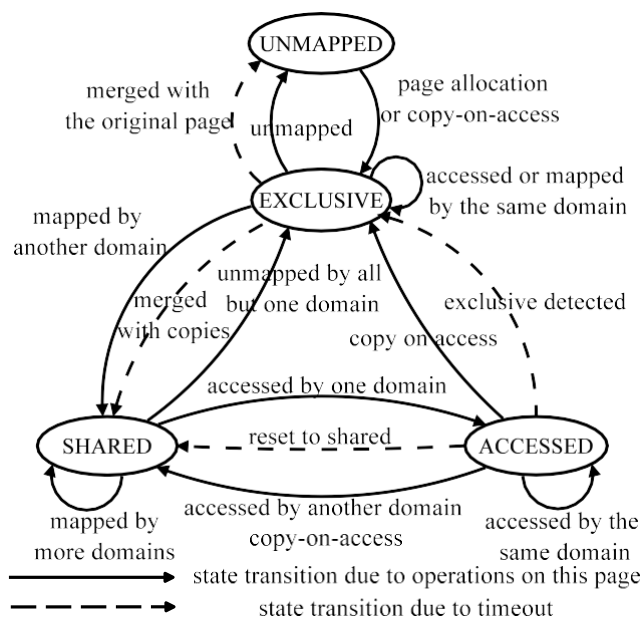 UNMAPPED
merged with
the original page
unmapped
page allocation
or copy-on-access
EXCLUSIVE
accessed or mapped
by the same domain
mapped by
another domain
merged
with copies
unmapped by all
but one domain
exclusive detected
copy on access
accessed by one domain
SHARED
reset to shared
ACCESSED
accessed by another domain
copy-on-access
mapped by
more domains
accessed by the
same domain
state transition due to operations on this page
state transition due to timeout